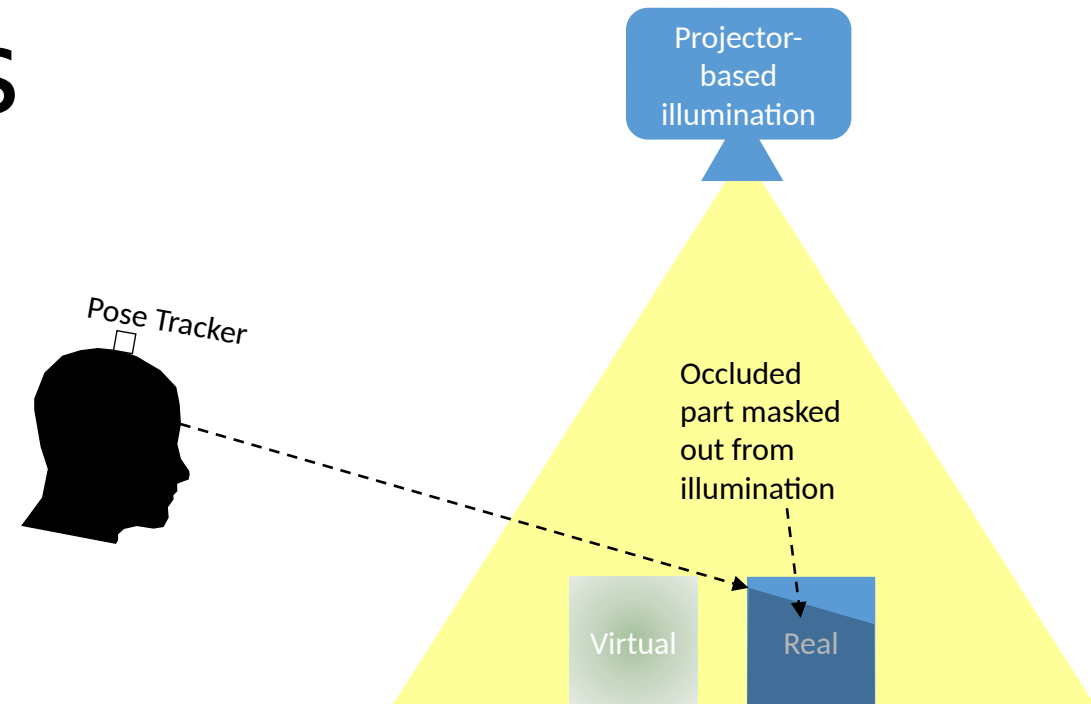 s
Projector-
based
illumination
Pose Tracker
Occluded
part masked
out from
illumination
Virtual
Real